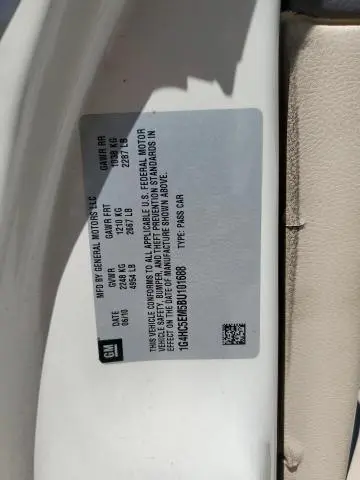 MFD BY GENERAL MOTORS LLC
DATE GVWR GAWR FRT GAWR RR
06/10 2248 KG 1210 KG 1038 KG
4954 LB 2667 LB 2287 LB
THIS VEHICLE CONFORMS TO ALL APPLICABLE U.S. FEDERAL MOTOR
VEHICLE SAFETY, BUMPER, AND THEFT PREVENTION STANDARDS IN
EFFECT ON THE DATE OF MANUFACTURE SHOWN ABOVE.
1G4HC5EM5BU101688 TYPE: PASS CAR
GM